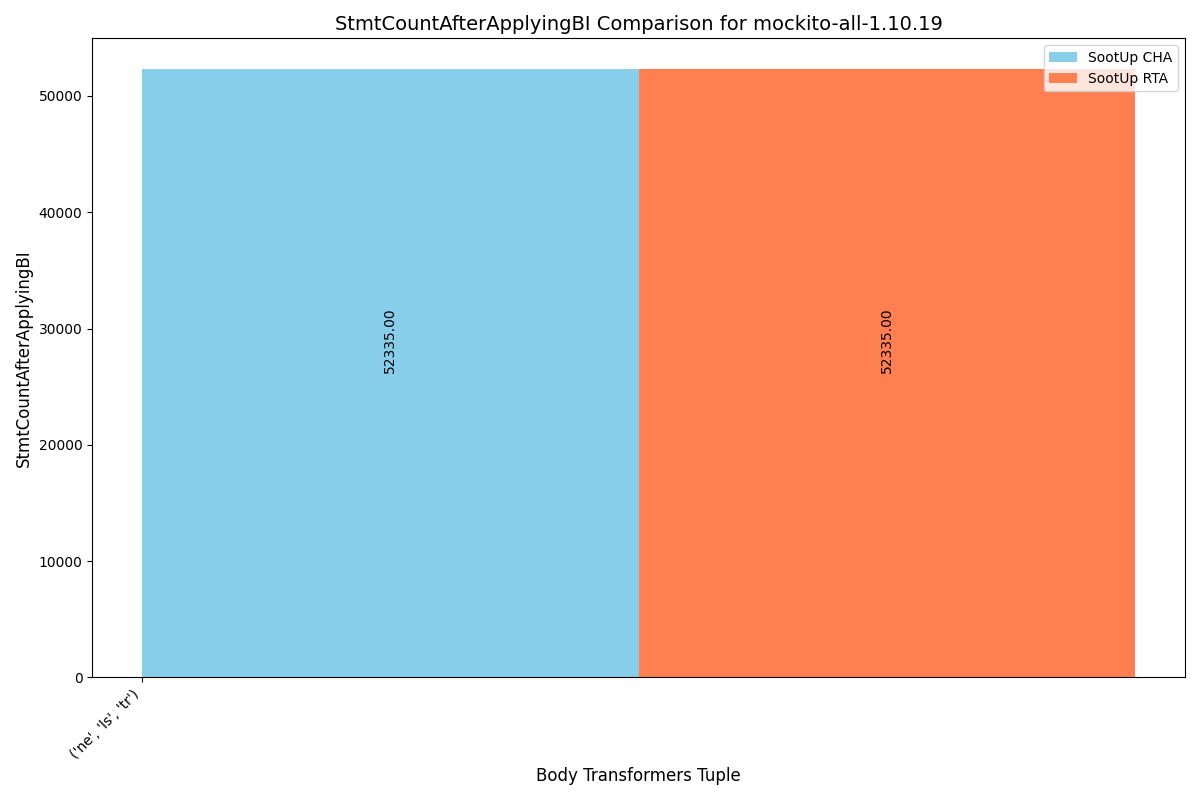 StmtCountAfterApplyingBI Comparison for mockito-all-1.10.19
SootUp CHA
SootUp RTA
StmtCountAfterApplyingBI
50000
40000
30000
20000
10000
0
52335.00
52335.00
('ne', 'ls', 'tr')
Body Transformers Tuple